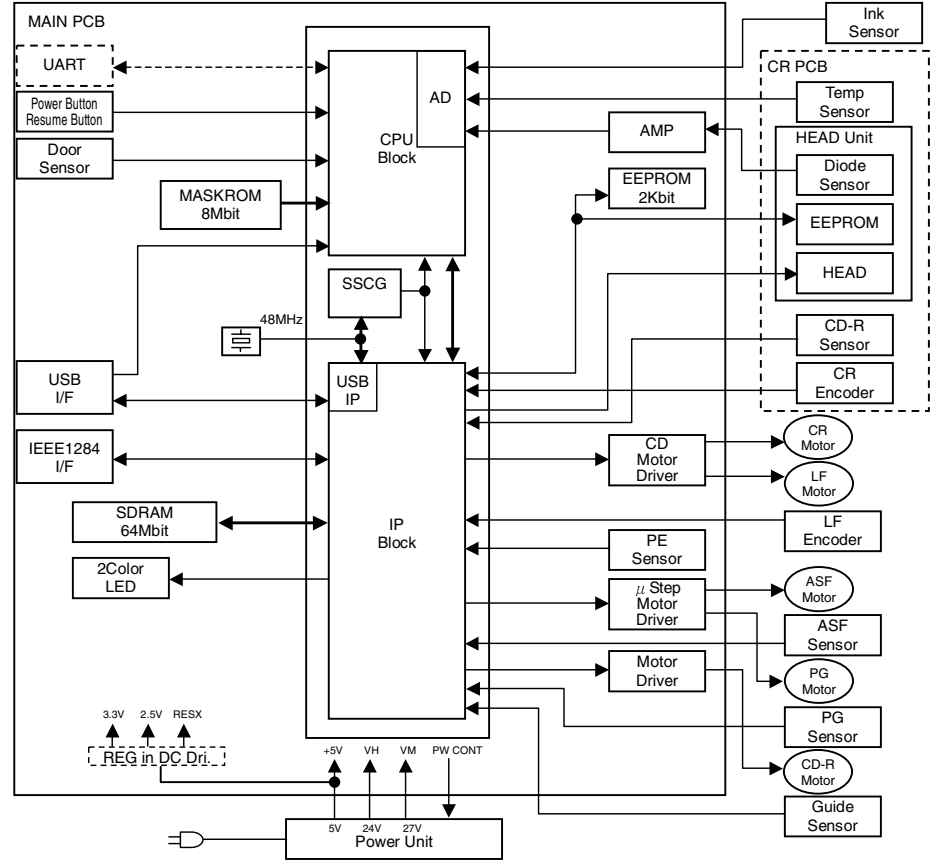 MAIN PCB
Ink
Sensor
UART
CR PCB
AD
Temp
Sensor
Power Button
Resume Button
CPU
Block
AMP
HEAD Unit
Door
Sensor
Diode
Sensor
MASKROM
8Mbit
EEPROM
2Kbit
EEPROM
SSCG
HEAD
48MHz
CD-R
Sensor
USB
I/F
USB
IP
CR
Encoder
IEEE1284
I/F
CD
Motor
Driver
CR
Motor
LF
Motor
SDRAM
64Mbit
IP
Block
LF
Encoder
PE
Sensor
2Color
LED
μ Step
Motor
Driver
ASF
Motor
ASF
Sensor
Motor
Driver
PG
Motor
3.3V 2.5V RESX
PG
Sensor
REG in DC Dri.
+5V VH VM PW CONT
CD-R
Motor
5V 24V 27V
Power Unit
Guide
Sensor